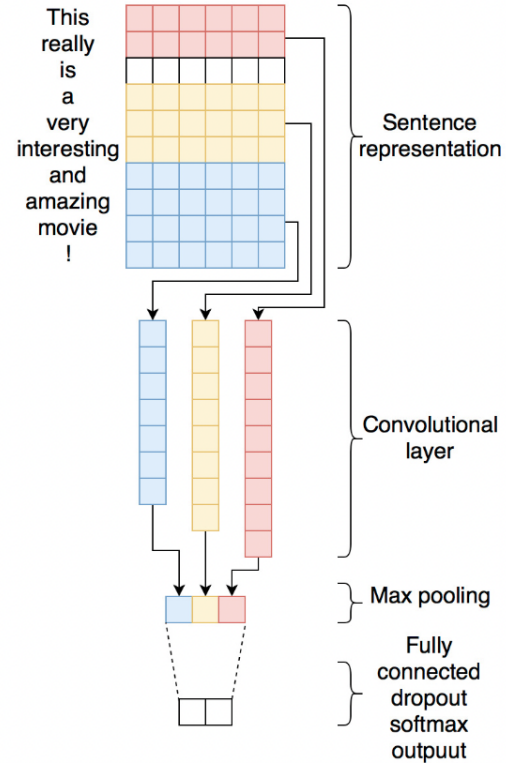 This
really
is
a
very
interesting
and
amazing
movie
!
Sentence
representation
Convolutional
layer
Max pooling
Fully
connected
dropout
softmax
outpuut